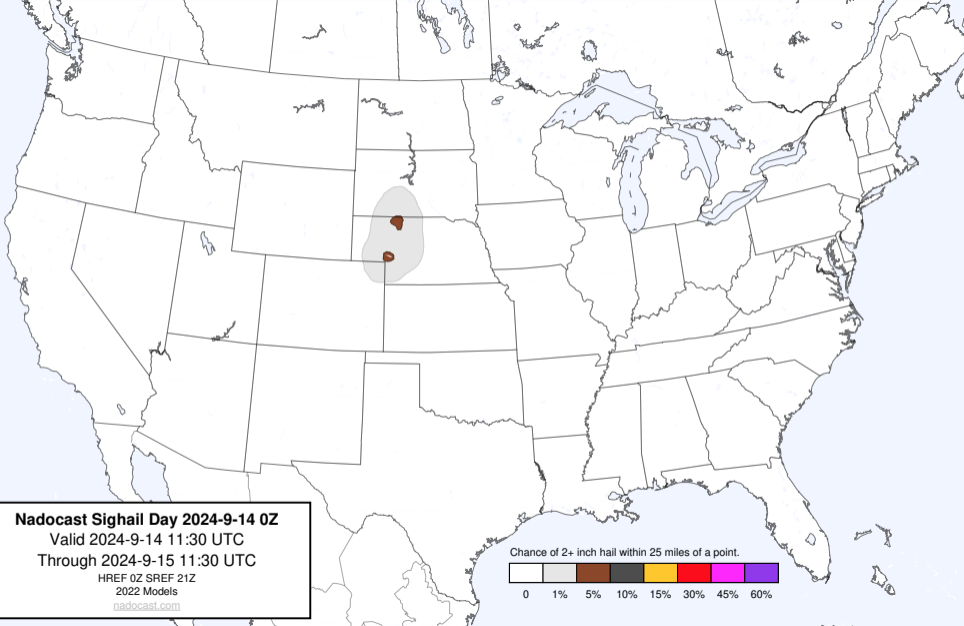 Nadocast Sighail Day 2024-9-14 0Z
Valid 2024-9-14 11:30 UTC
Through 2024-9-15 11:30 UTC
HREF 0Z SREF 21Z
2022 Models
nadocast.com
Chance of 2+ inch hail within 25 miles of a point.
0 1% 5% 10% 15% 30% 45% 60%